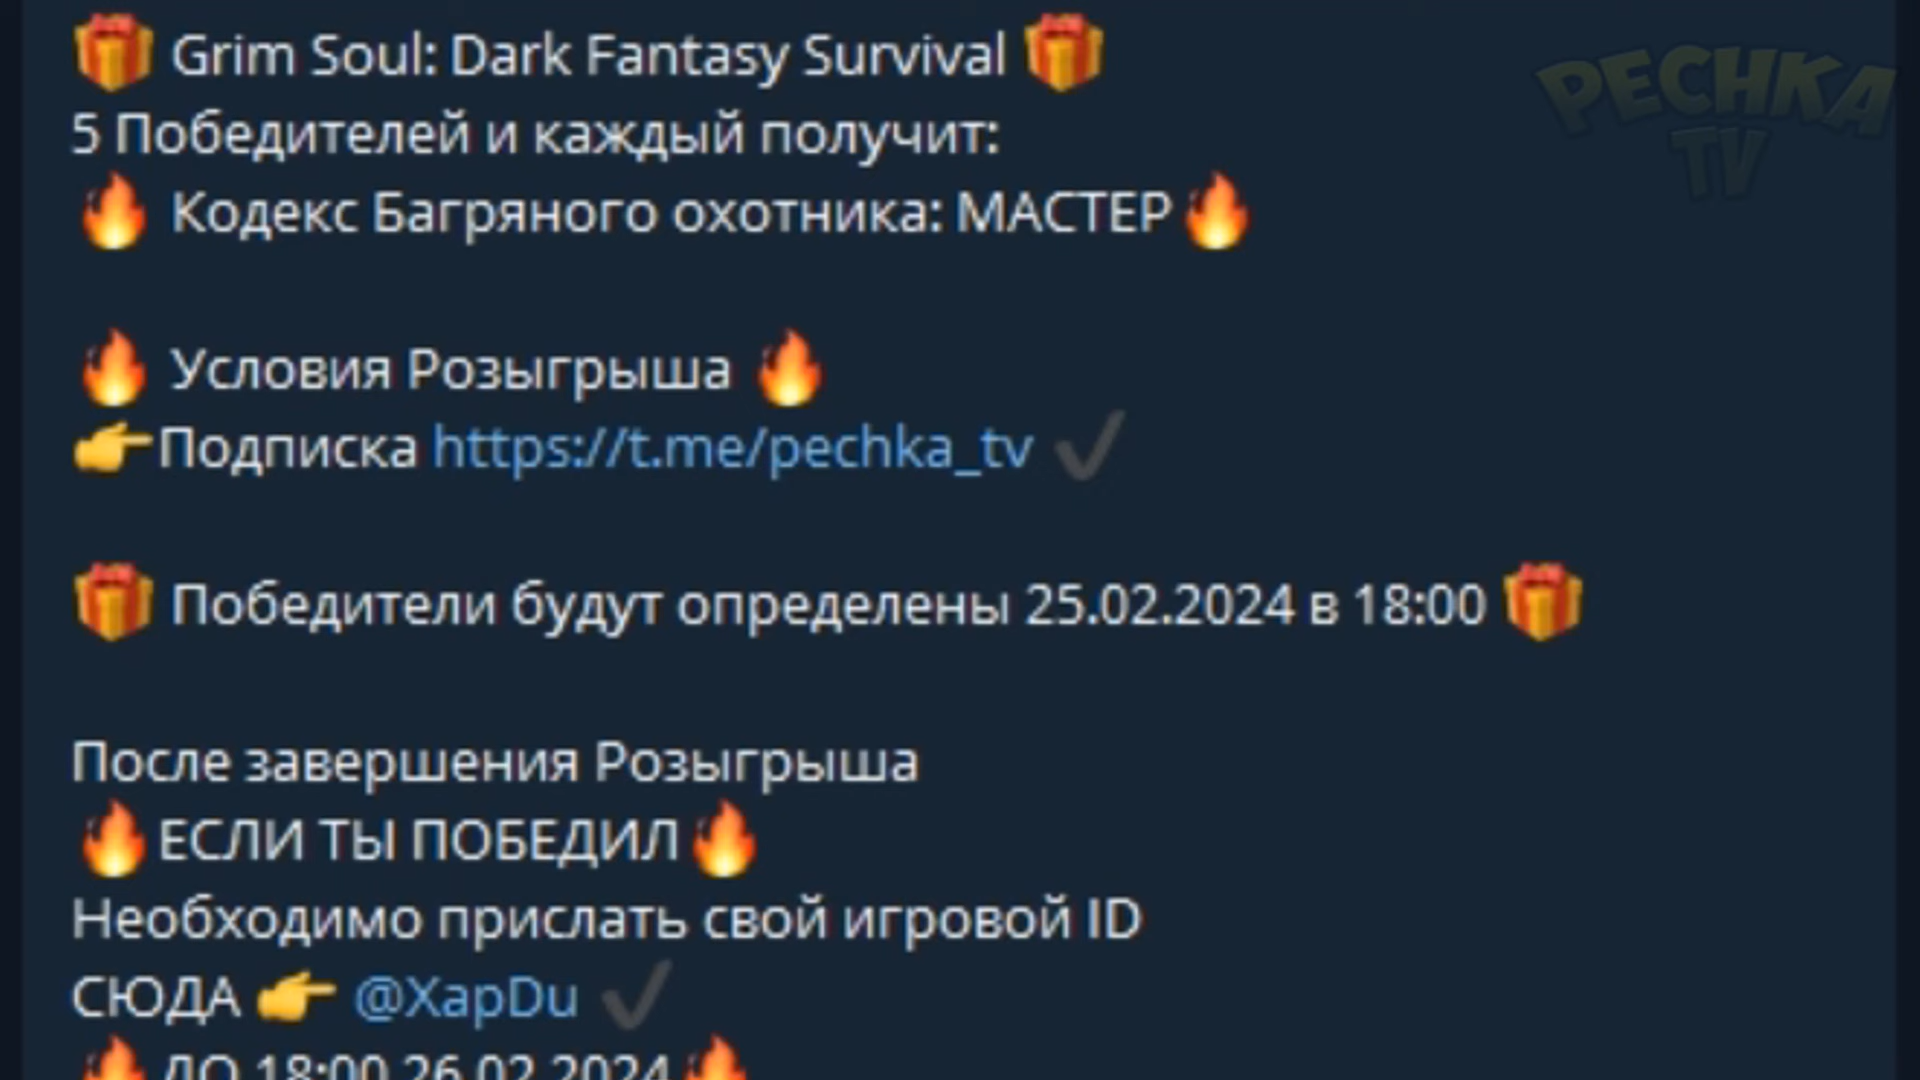 🎁 Grim Soul: Dark Fantasy Survival 🎁
PECHKA
TV
5 Победителей и каждый получит:
🔥 Кодекс Багряного охотника: МАСТЕР 🔥
🔥 Условия Розыгрыша 🔥
👉Подписка https://t.me/pechka_tv ✔
🎁 Победители будут определены 25.02.2024 в 18:00 🎁
После завершения Розыгрыша
🔥ЕСЛИ ТЫ ПОБЕДИЛ🔥
Необходимо прислать свой игровой ID
СЮДА 👉 @XapDu ✔
🔥ДО 18:00 26.02.2024🔥